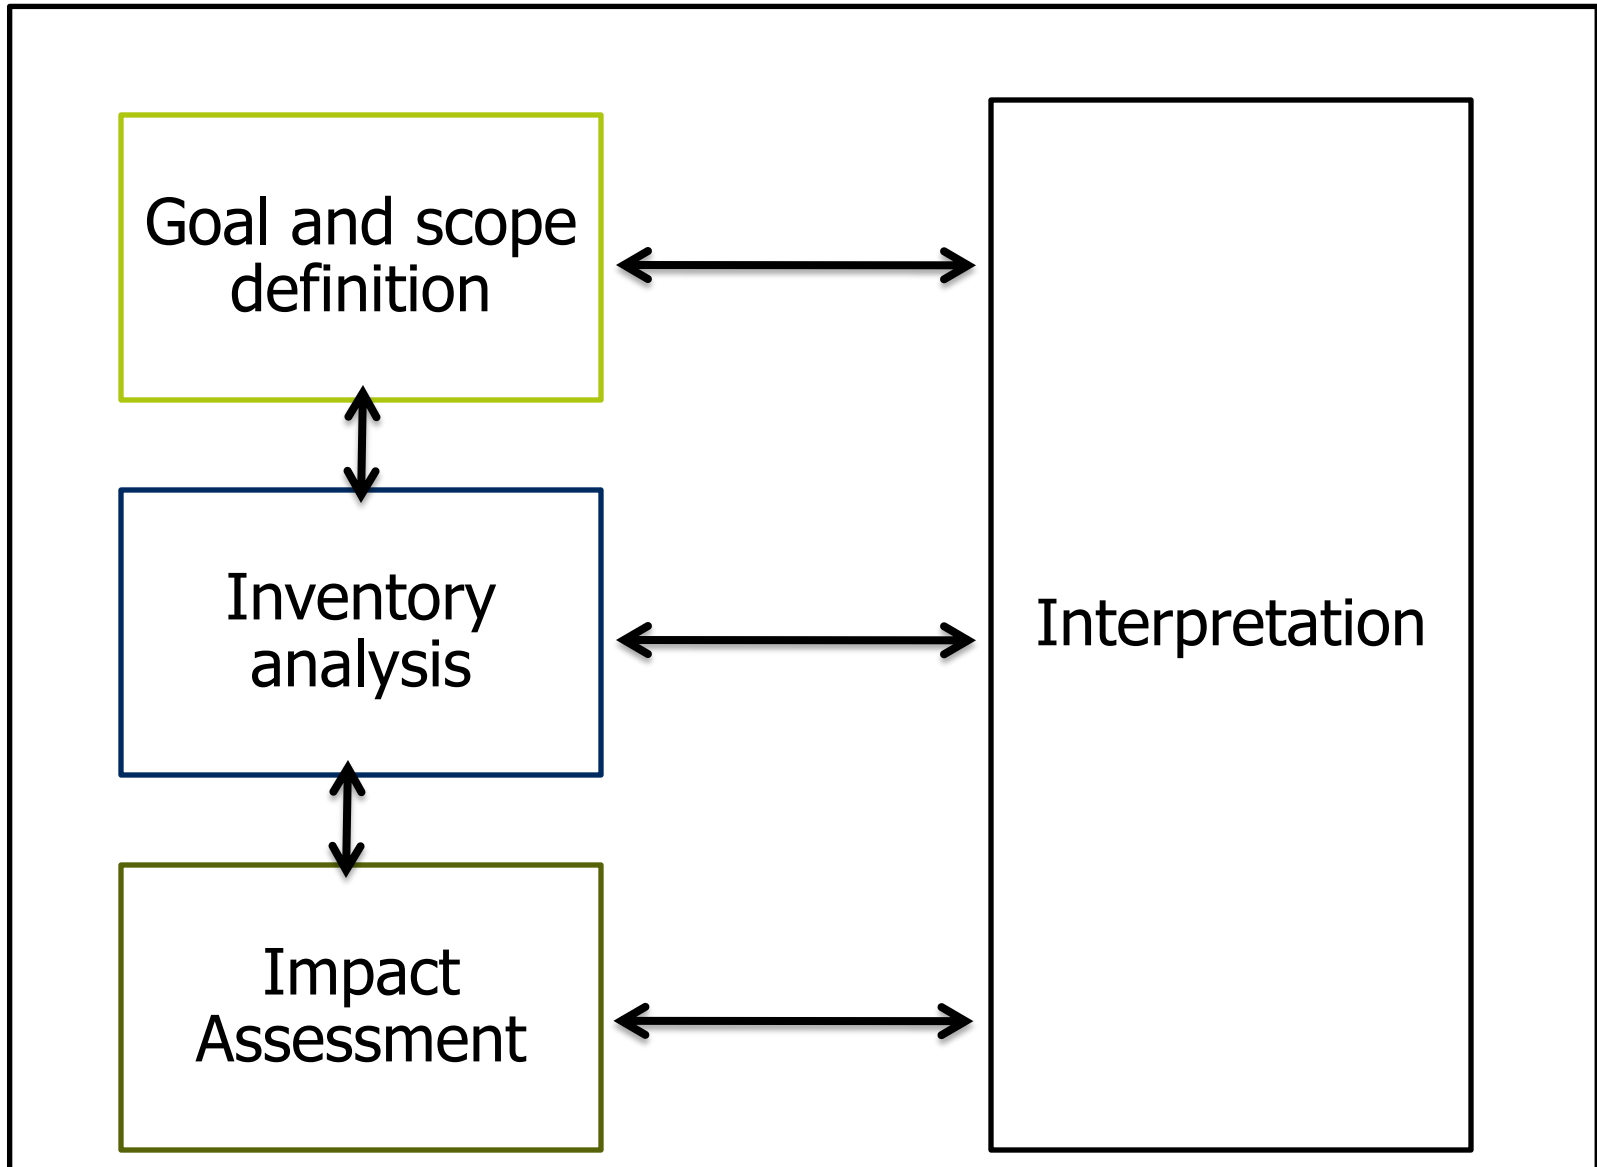 Goal and scope
definition
Inventory
analysis
Interpretation
Impact
Assessment